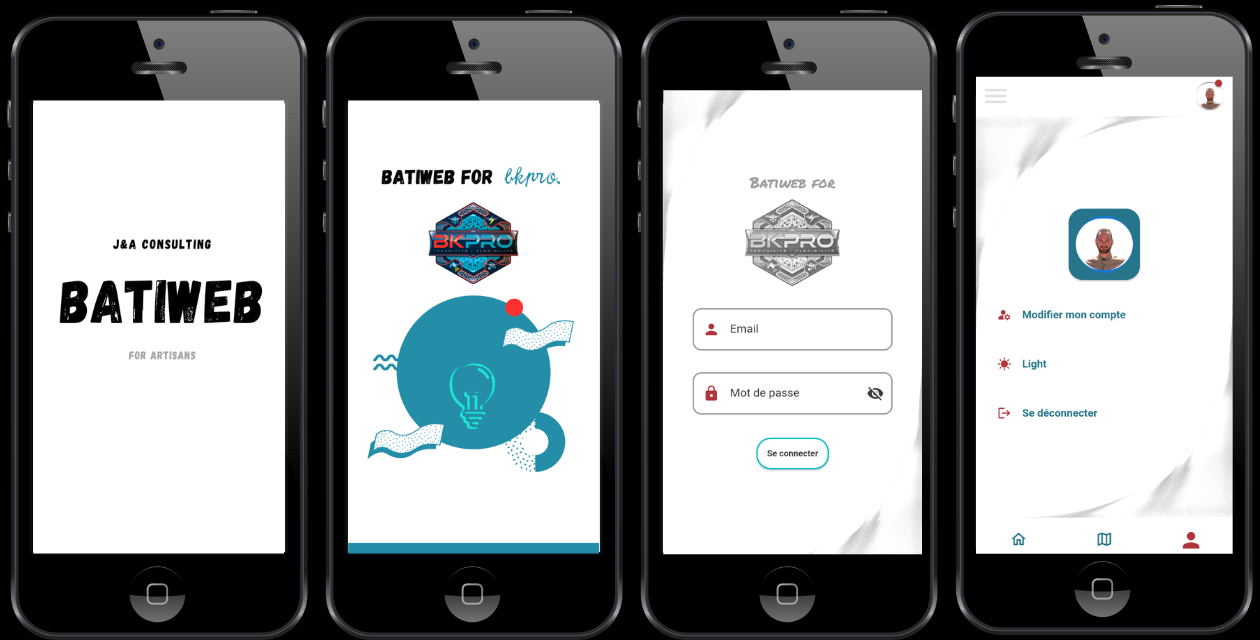 J&A CONSULTING
BATIWEB
FOR ARTISANS
BATIWEB FOR bkpro.
BKPRO
BATIWEB FOR
BKPRO
Email
Mot de passe
Se connecter
Modifier mon compte
Light
Se déconnecter